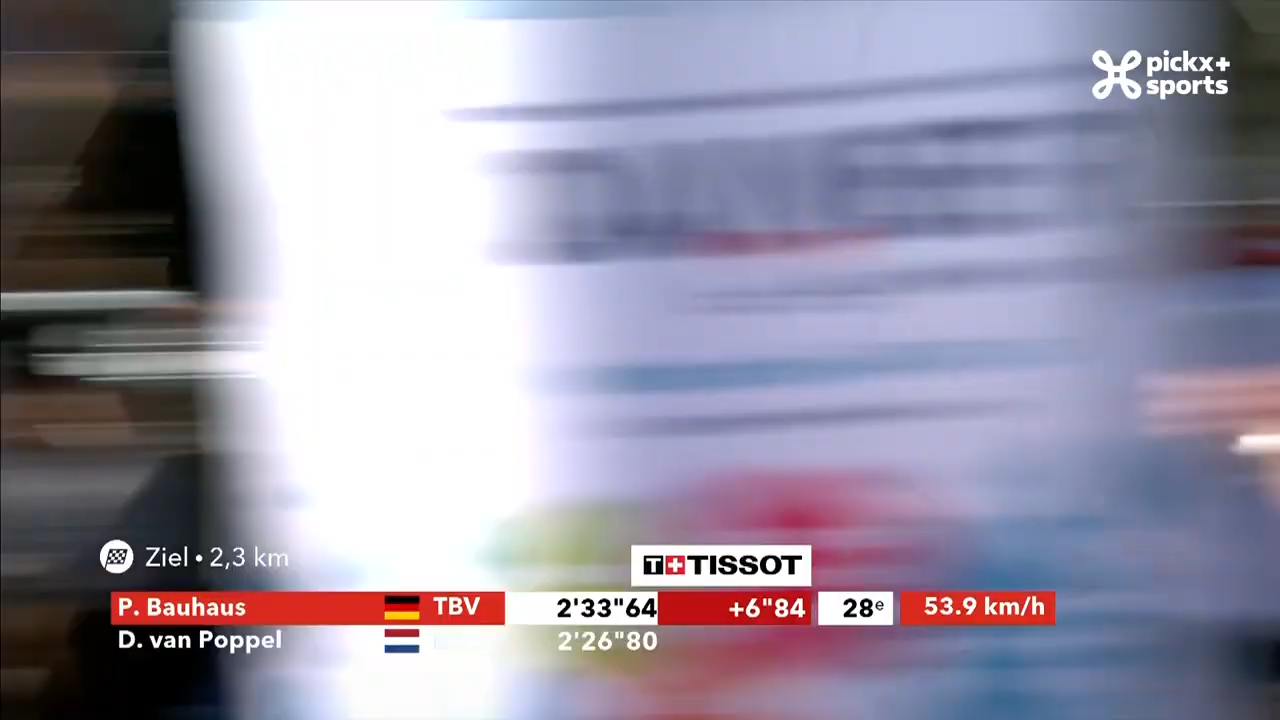 pickx+
sports
Ziel • 2,3 km
TISSOT
P. Bauhaus TBV 2'33"64 +6"84 28e 53.9 km/h
D. van Poppel 2'26"80